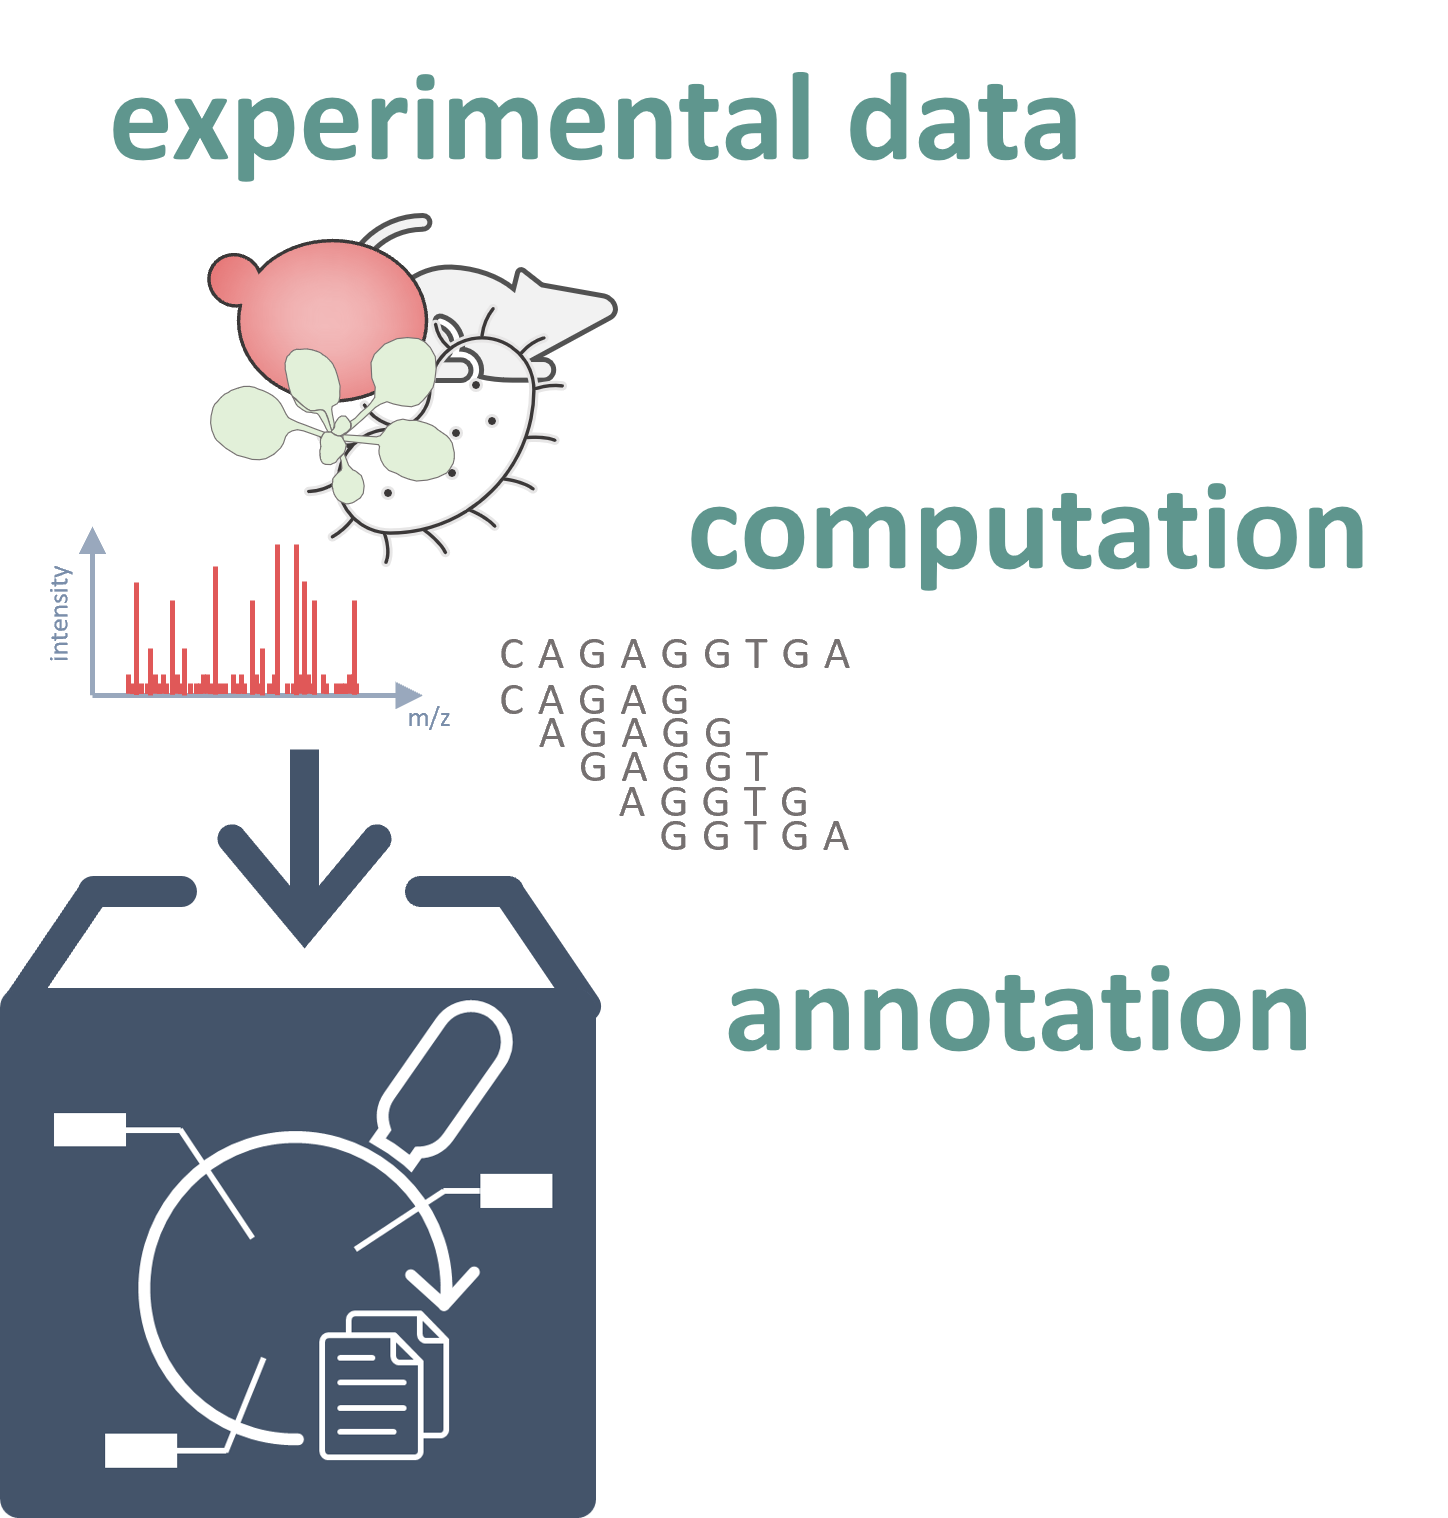 experimental data
computation
intensity
m/z
C A G A G G T G A
C A G A G
A G A G G
G A G G T
A G G T G
G G T G A
annotation